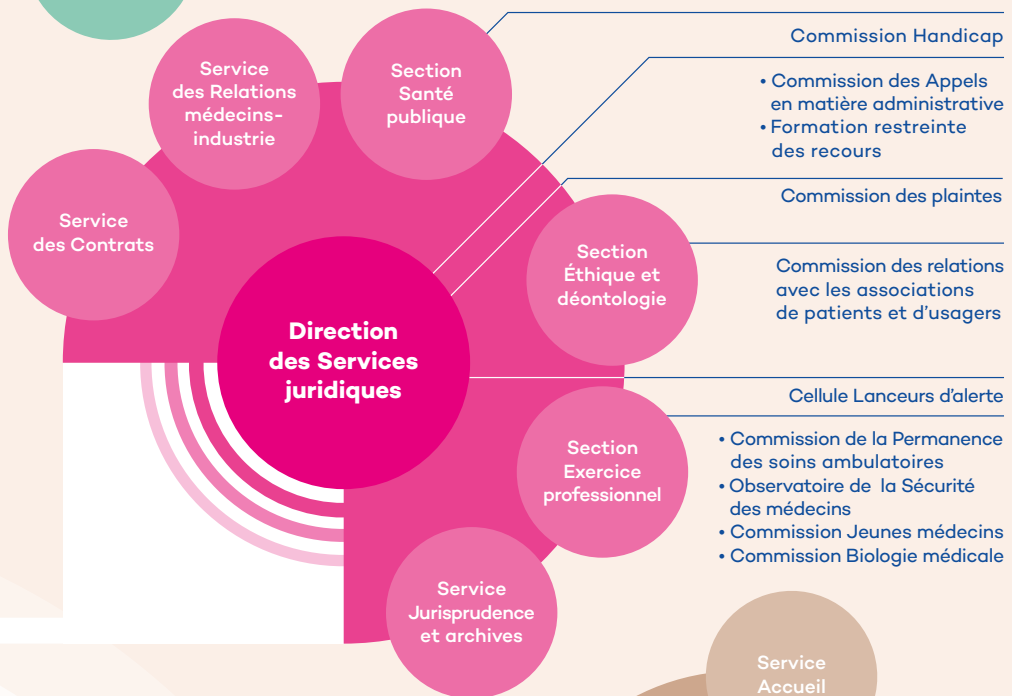 Service
des Relations
médecins-
industrie
Section
Santé
publique
Service
des Contrats
Direction
des Services
juridiques
Section
Éthique et
déontologie
Section
Exercice
professionnel
Service
Jurisprudence
et archives
Commission Handicap
• Commission des Appels
en matière administrative
• Formation restreinte
des recours
Commission des plaintes
Commission des relations
avec les associations
de patients et d'usagers
Cellule Lanceurs d'alerte
• Commission de la Permanence
des soins ambulatoires
• Observatoire de la Sécurité
des médecins
• Commission Jeunes médecins
• Commission Biologie médicale
Service
Accueil